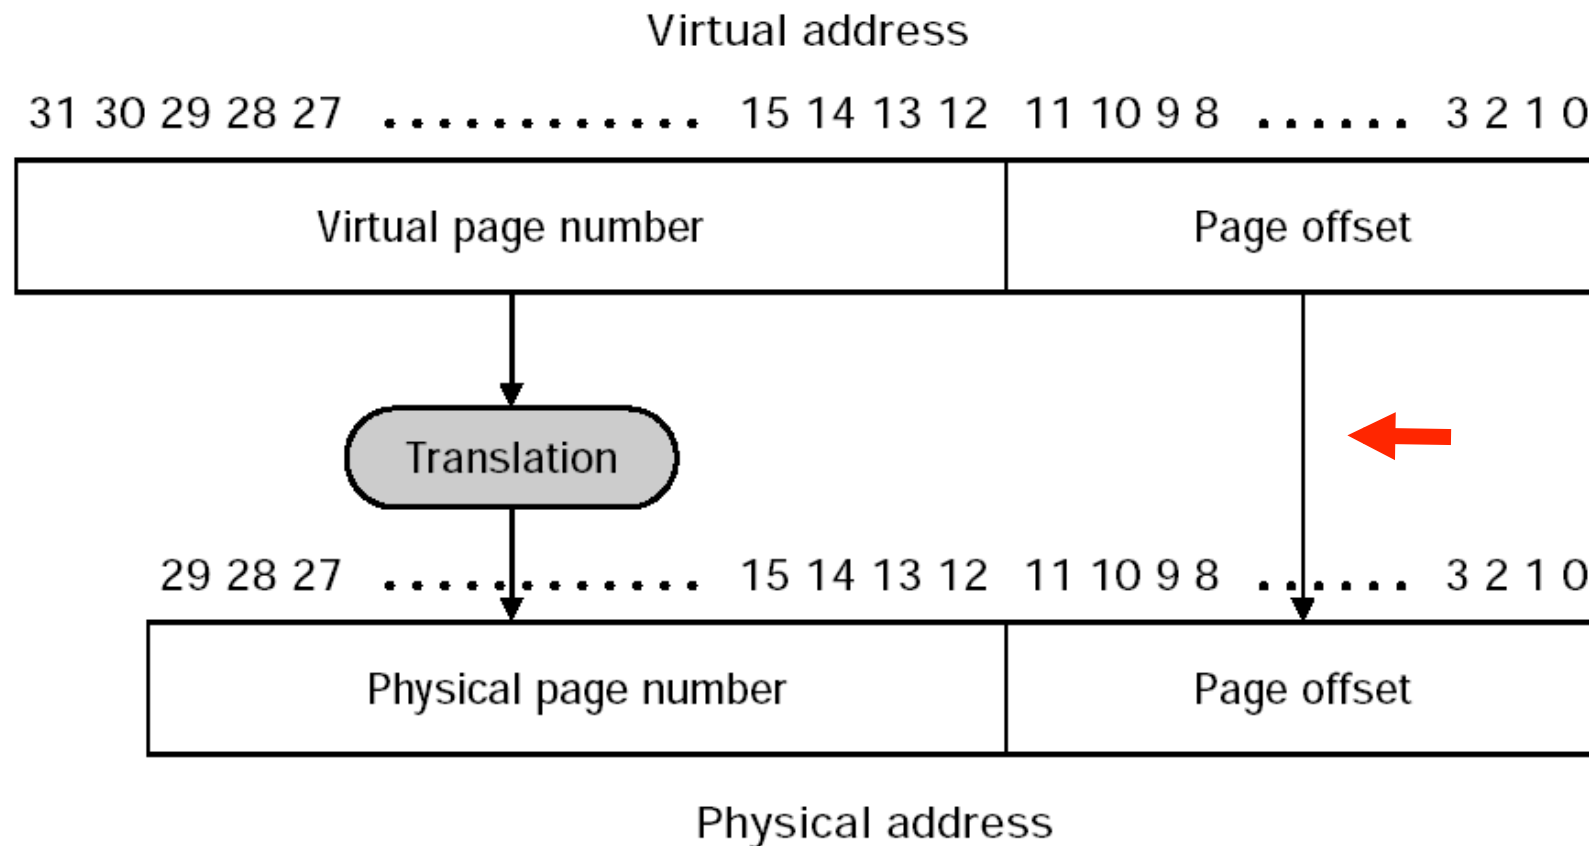 Virtual address
31 30 29 28 27 ............ 15 14 13 12 11 10 9 8 ...... 3 2 1 0
Virtual page number Page offset
Translation
29 28 27 ............ 15 14 13 12 11 10 9 8 ...... 3 2 1 0
Physical page number Page offset
Physical address